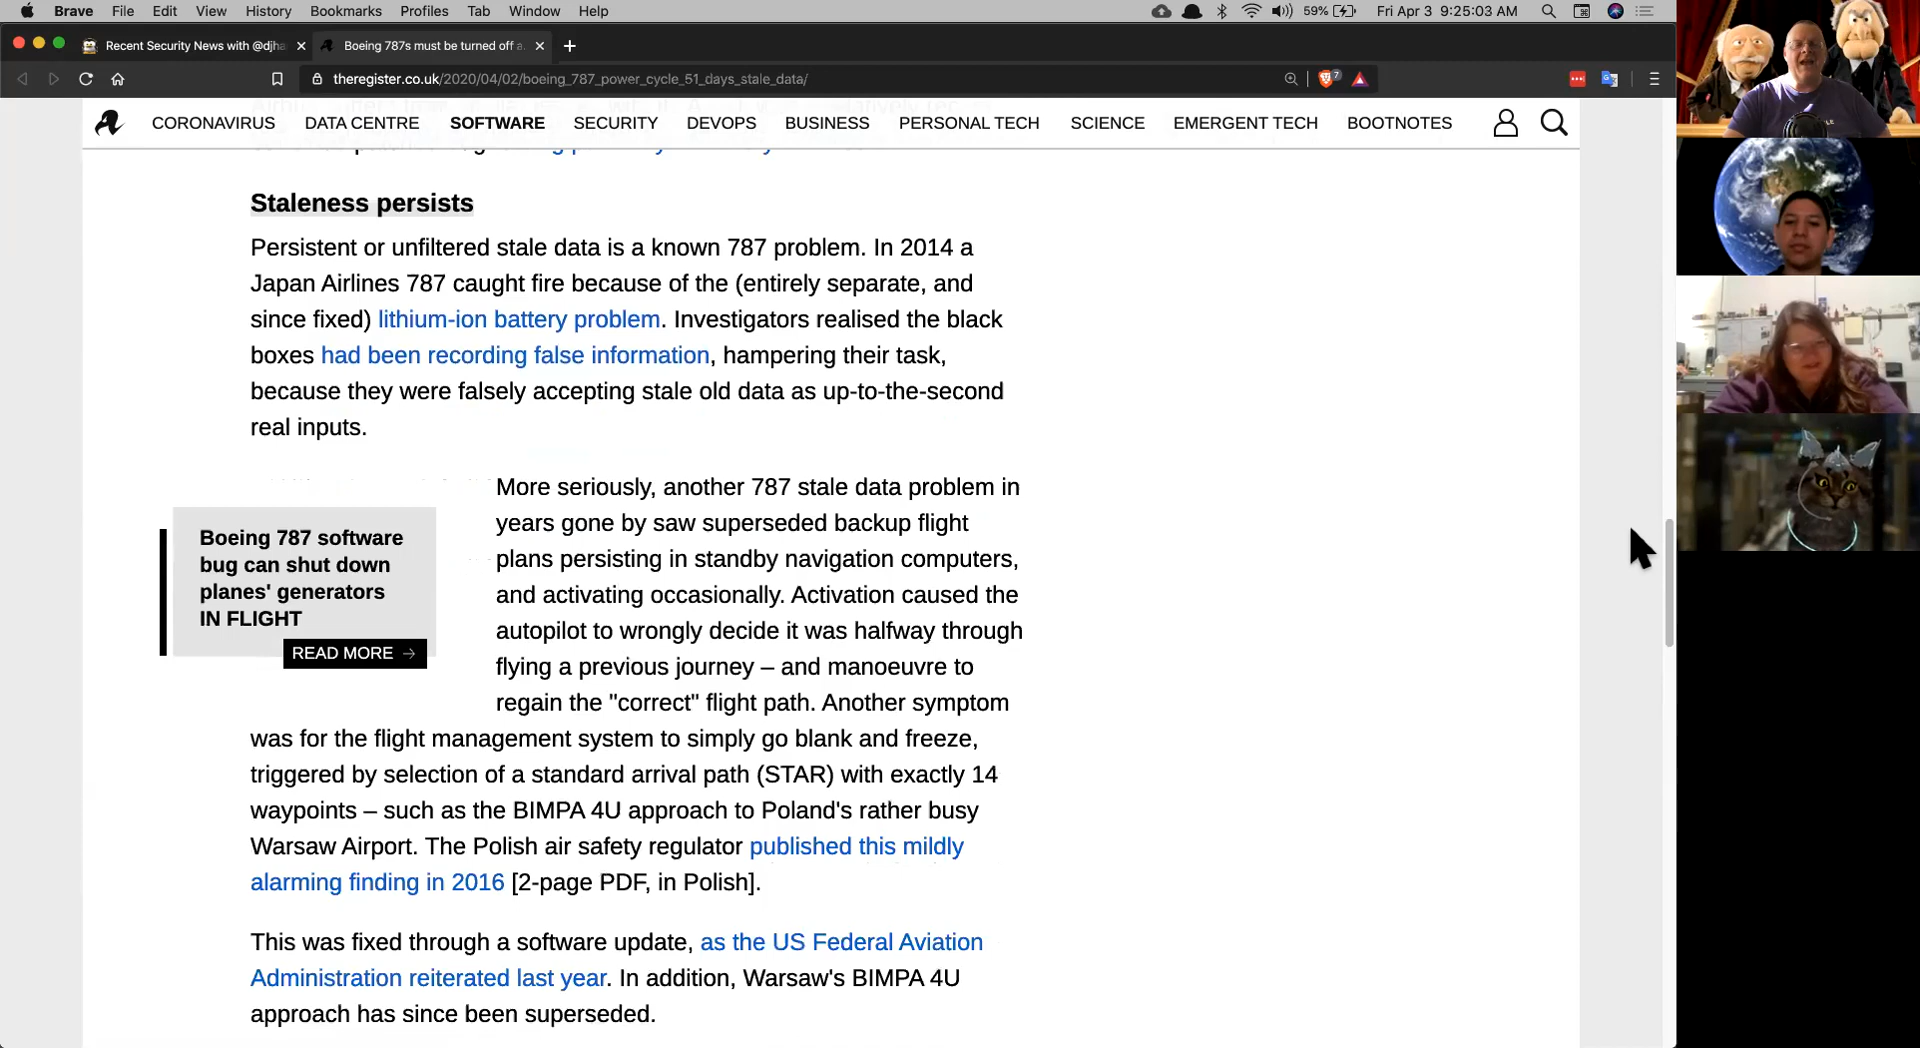 Brave File Edit View History Bookmarks Profiles Tab Window Help 59% Fri Apr 3 9:25:03 AM
Recent Security News with @djha Boeing 787s must be turned off a
theregister.co.uk/2020/04/02/boeing_787_power_cycle_51_days_stale_data/ 7
CORONAVIRUS DATA CENTRE SOFTWARE SECURITY DEVOPS BUSINESS PERSONAL TECH SCIENCE EMERGENT TECH BOOTNOTES
Staleness persists
Persistent or unfiltered stale data is a known 787 problem. In 2014 a
Japan Airlines 787 caught fire because of the (entirely separate, and
since fixed) lithium-ion battery problem. Investigators realised the black
boxes had been recording false information, hampering their task,
because they were falsely accepting stale old data as up-to-the-second
real inputs.
Boeing 787 software
bug can shut down
planes' generators
IN FLIGHT
READ MORE →
More seriously, another 787 stale data problem in
years gone by saw superseded backup flight
plans persisting in standby navigation computers,
and activating occasionally. Activation caused the
autopilot to wrongly decide it was halfway through
flying a previous journey – and manoeuvre to
regain the "correct" flight path. Another symptom
was for the flight management system to simply go blank and freeze,
triggered by selection of a standard arrival path (STAR) with exactly 14
waypoints – such as the BIMPA 4U approach to Poland's rather busy
Warsaw Airport. The Polish air safety regulator published this mildly
alarming finding in 2016 [2-page PDF, in Polish].
This was fixed through a software update, as the US Federal Aviation
Administration reiterated last year. In addition, Warsaw's BIMPA 4U
approach has since been superseded.